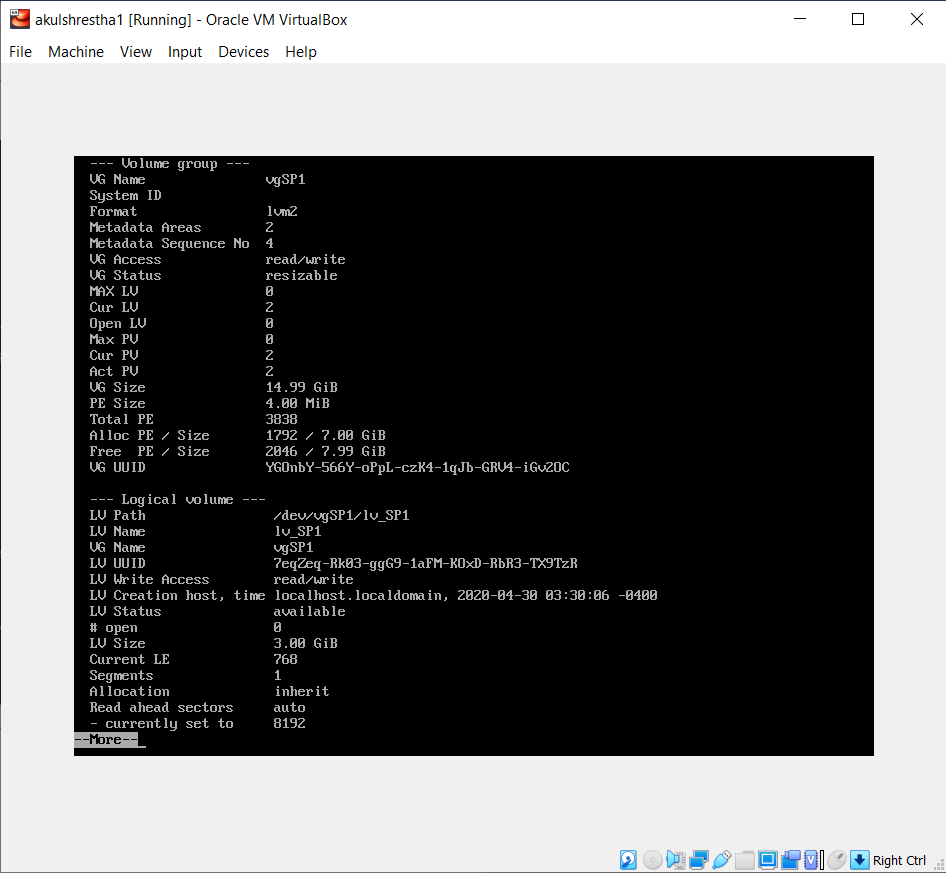 akulshrestha1 [Running] - Oracle VM VirtualBox
File Machine View Input Devices Help
--- Volume group ---
VG Name vgSP1
System ID
Format lvm2
Metadata Areas 2
Metadata Sequence No 4
VG Access read/write
VG Status resizable
MAX LV 0
Cur LV 2
Open LV 0
Max PV 0
Cur PV 2
Act PV 2
VG Size 14.99 GiB
PE Size 4.00 MiB
Total PE 3838
Alloc PE / Size 1792 / 7.00 GiB
Free PE / Size 2046 / 7.99 GiB
VG UUID YGOnbY-566Y-oPpL-czK4-1qJb-GRV4-iGv2OC
--- Logical volume ---
LV Path /dev/vgSP1/lv_SP1
LV Name lv_SP1
VG Name vgSP1
LV UUID 7eqZeq-Rk03-ggG9-1aFM-KOxD-RbR3-TX9TzR
LV Write Access read/write
LV Creation host, time localhost.localdomain, 2020-04-30 03:30:06 -0400
LV Status available
# open 0
LV Size 3.00 GiB
Current LE 768
Segments 1
Allocation inherit
Read ahead sectors auto
- currently set to 8192
--More--_
Right Ctrl